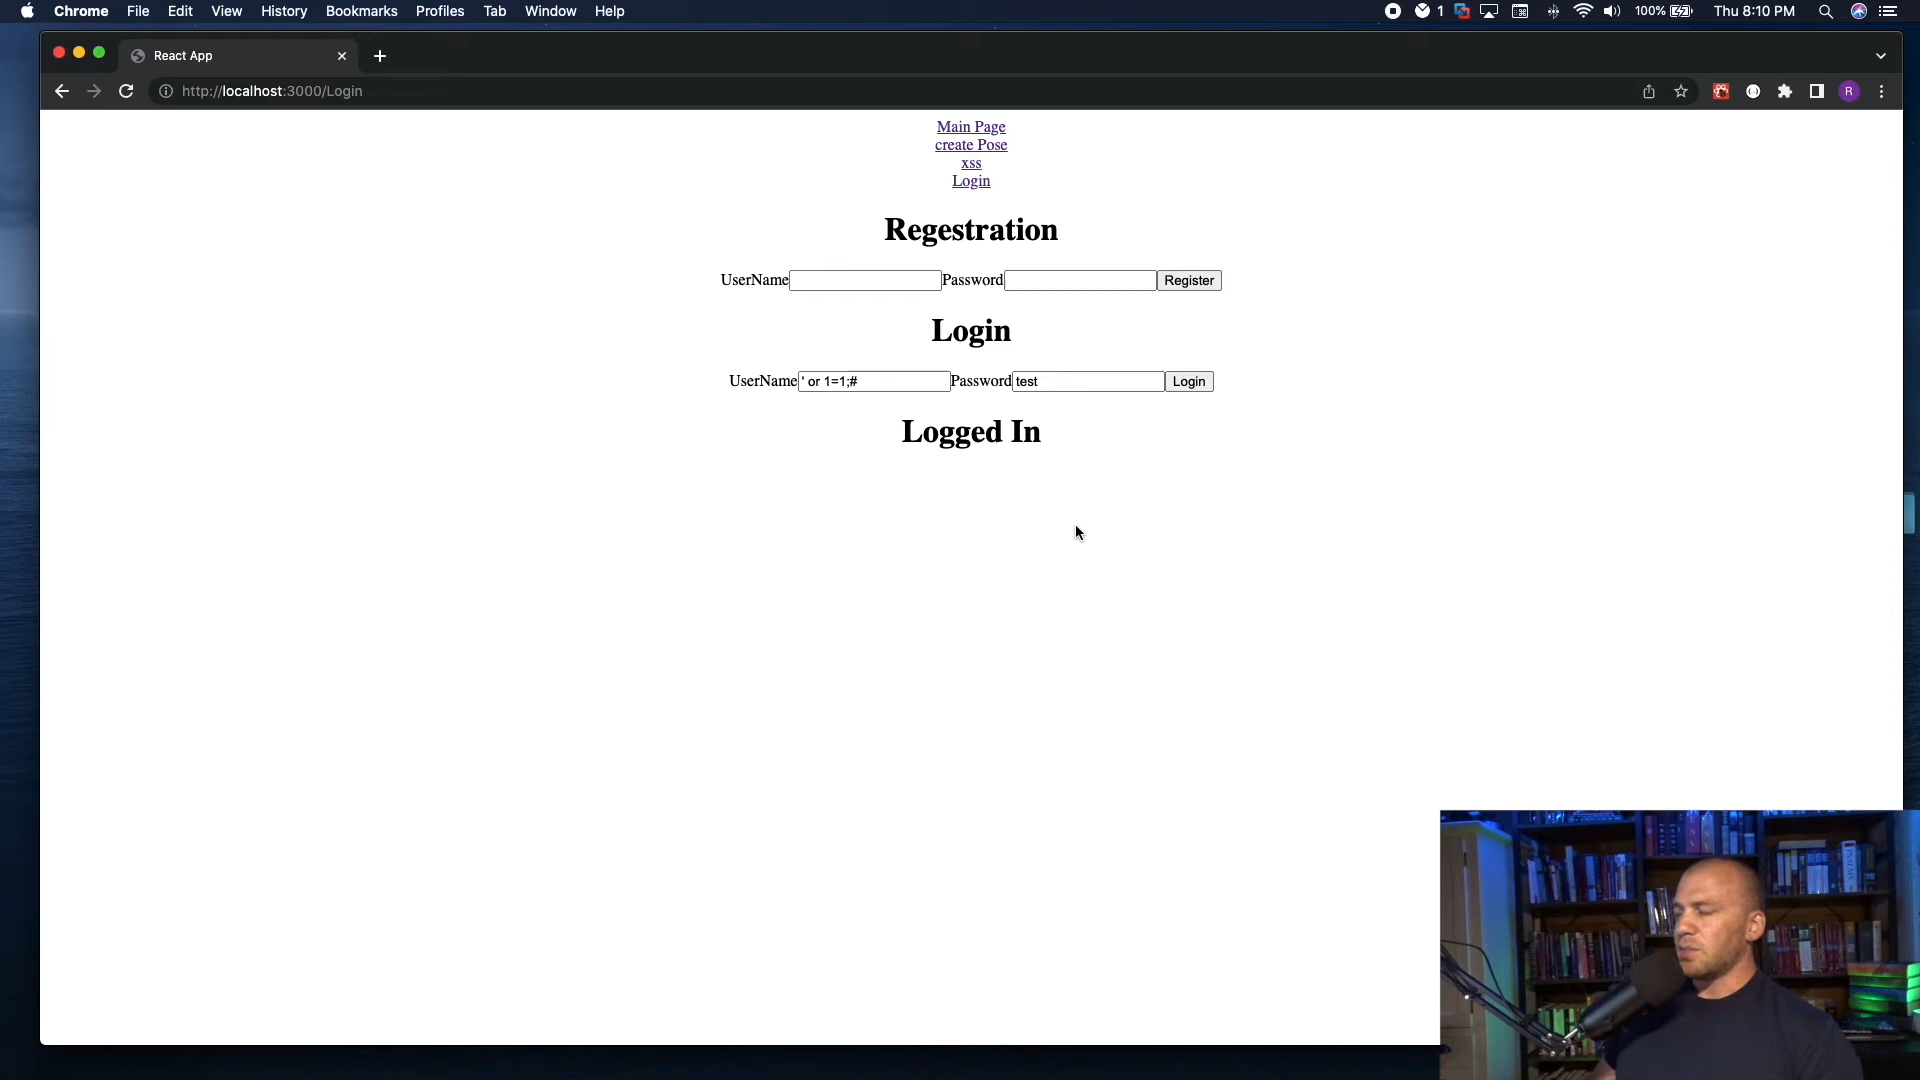 Chrome File Edit View History Bookmarks Profiles Tab Window Help 1 100% Thu 8:10 PM
React App
http://localhost:3000/Login R
Main Page
create Pose
xss
Login
Regestration
UserName Password Register
Login
UserName ' or 1=1;# Password test Login
Logged In